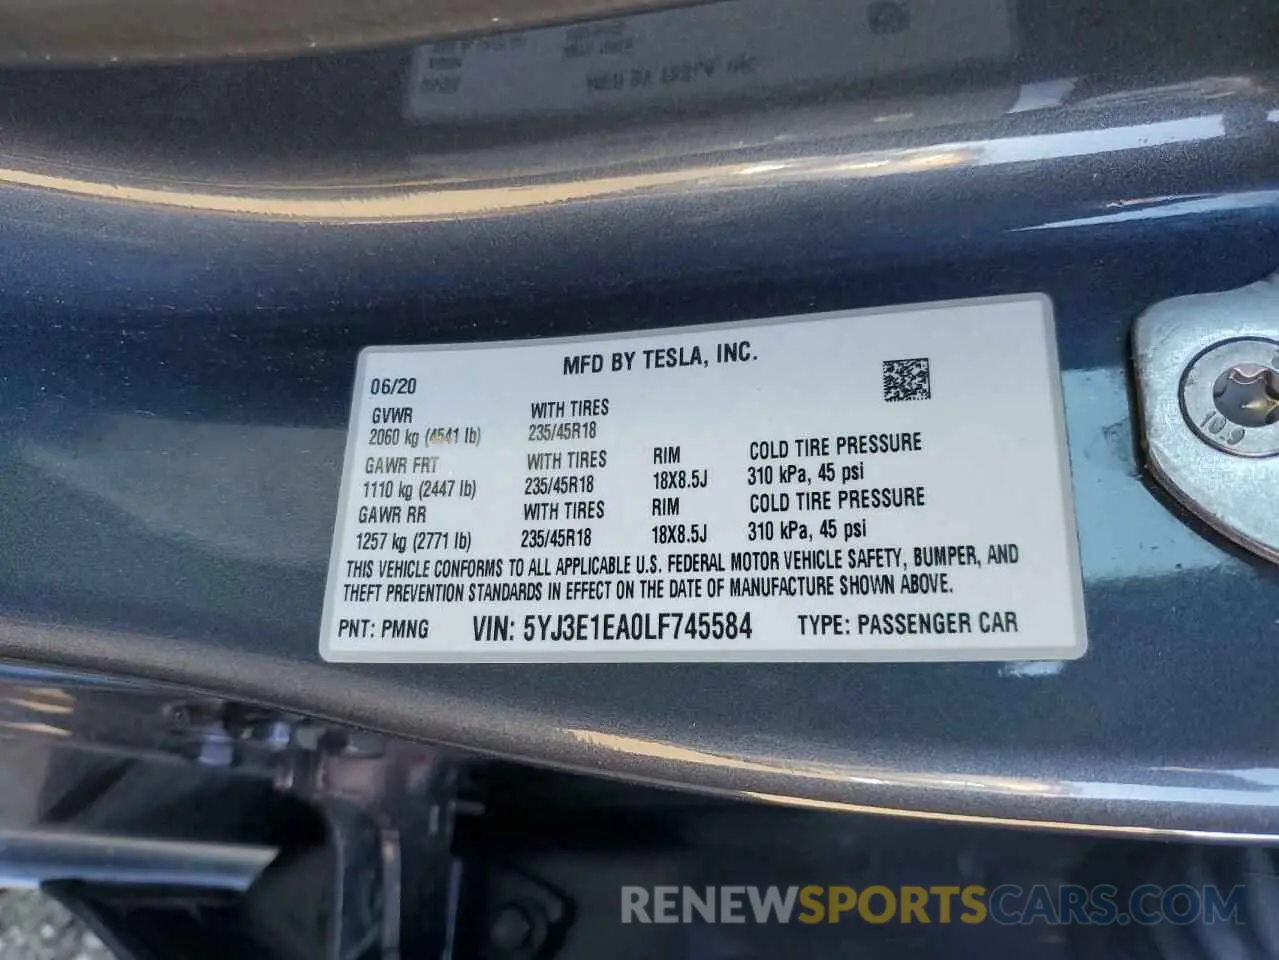 MFD BY TESLA, INC.
06/20
GVWR WITH TIRES
2060 kg (4541 lb) 235/45R18
GAWR FRT WITH TIRES RIM COLD TIRE PRESSURE
1110 kg (2447 lb) 235/45R18 18X8.5J 310 kPa, 45 psi
GAWR RR WITH TIRES RIM COLD TIRE PRESSURE
1257 kg (2771 lb) 235/45R18 18X8.5J 310 kPa, 45 psi
THIS VEHICLE CONFORMS TO ALL APPLICABLE U.S. FEDERAL MOTOR VEHICLE SAFETY, BUMPER, AND
THEFT PREVENTION STANDARDS IN EFFECT ON THE DATE OF MANUFACTURE SHOWN ABOVE.
PNT: PMNG VIN: 5YJ3E1EA0LF745584 TYPE: PASSENGER CAR
10.9
RENEWSPORTSCARS.COM